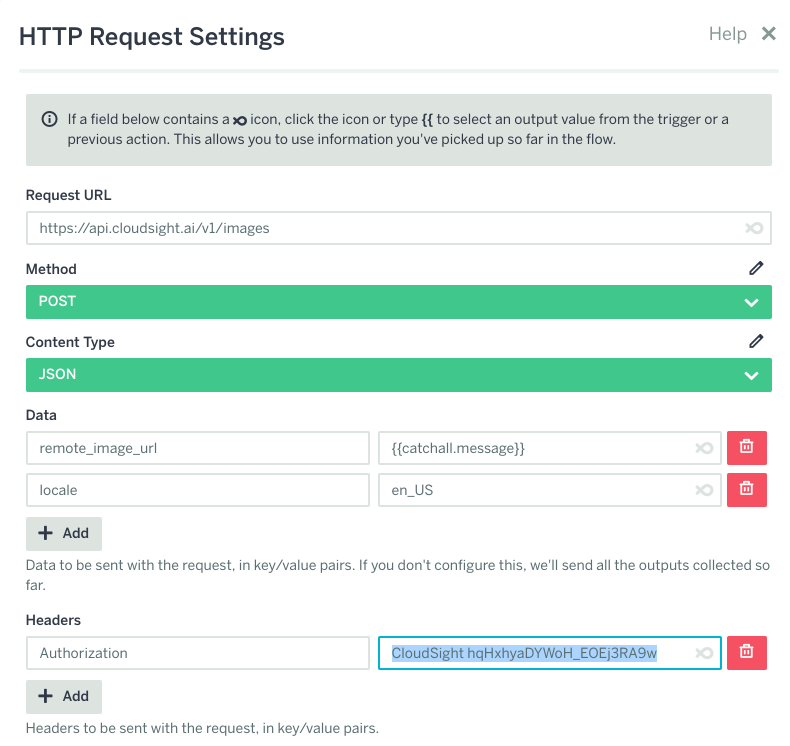 HTTP Request Settings
Help
If a field below contains a icon, click the icon or type {{ to select an output value from the trigger or a
previous action. This allows you to use information you've picked up so far in the flow.
Request URL
https://api.cloudsight.ai/v1/images
Method
POST
Content Type
JSON
Data
remote_image_url {{catchall.message}}
locale en_US
Add
Data to be sent with the request, in key/value pairs. If you don't configure this, we'll send all the outputs collected so
far.
Headers
Authorization CloudSight hqHxhyaDYWoH_EOEj3RA9w
Add
Headers to be sent with the request, in key/value pairs.